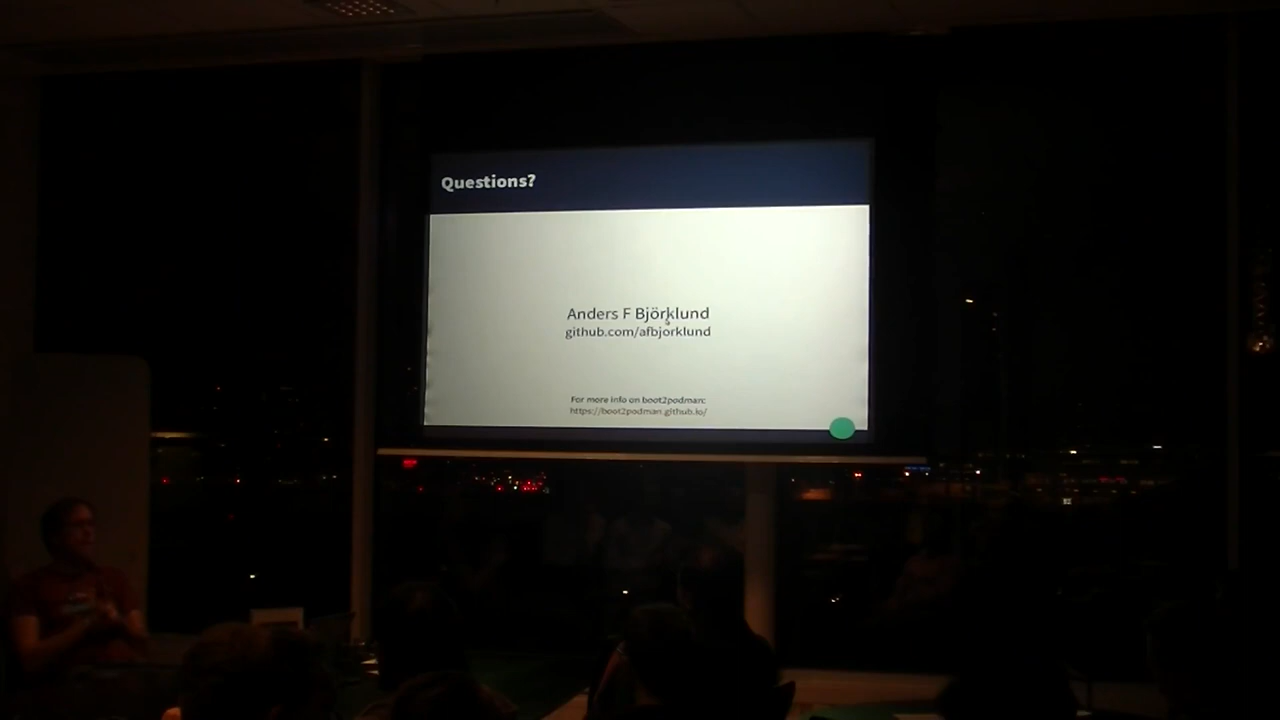 Questions?
Anders F Björklund
github.com/afbjorklund
For more info on boot2podman:
https://boot2podman.github.io/